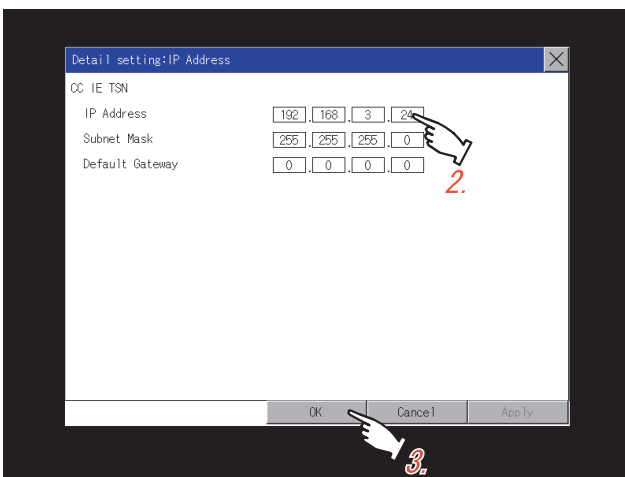 Detail setting:IP Address
CC IE TSN
IP Address 192 . 168 . 3 . 24
Subnet Mask 255 . 255 . 255 . 0
Default Gateway 0 . 0 . 0 . 0
2.
OK Cancel Apply
3.